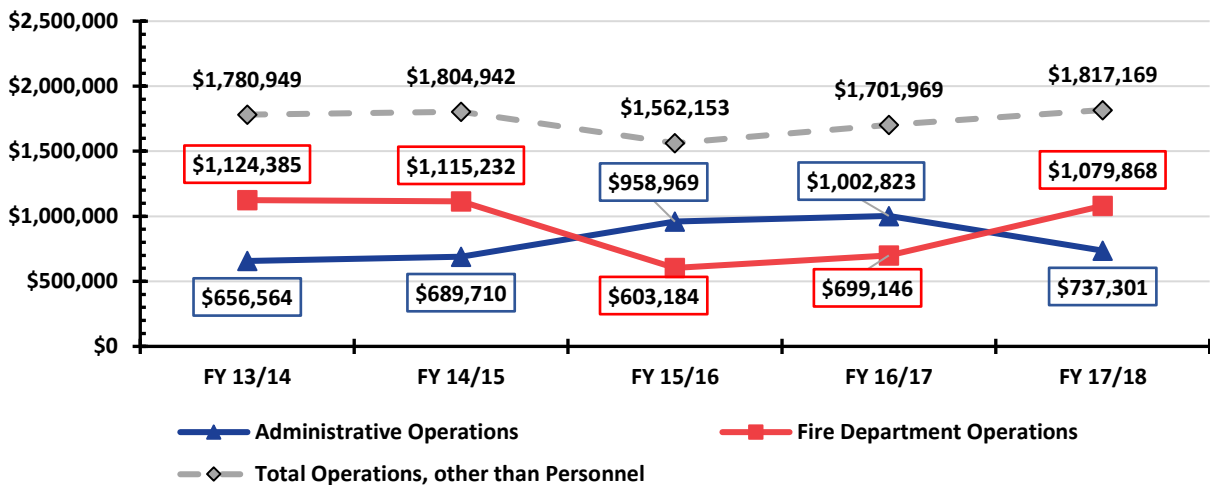 $2,500,000
$2,000,000
$1,500,000
$1,000,000
$500,000
$0
$1,780,949
$1,804,942
$1,562,153
$1,701,969
$1,817,169
$1,124,385
$1,115,232
$958,969
$1,002,823
$1,079,868
$656,564
$689,710
$603,184
$699,146
$737,301
FY 13/14
FY 14/15
FY 15/16
FY 16/17
FY 17/18
Administrative Operations
Fire Department Operations
Total Operations, other than Personnel